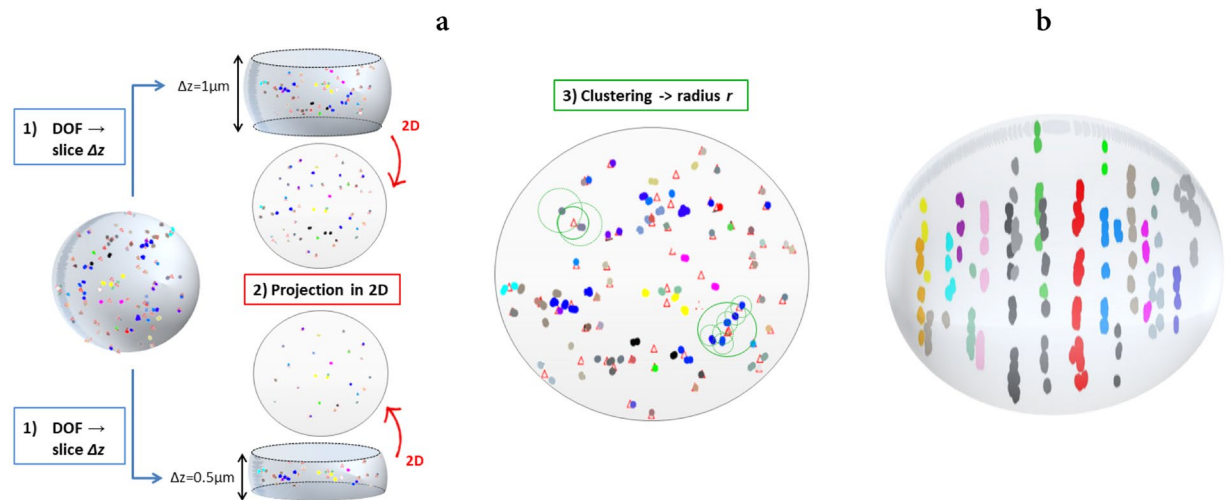 a
b
Δz=1µm
1) DOF →
slice Δz
2D
3) Clustering -> radius r
2) Projection in 2D
1) DOF →
slice Δz
Δz=0.5µm
2D